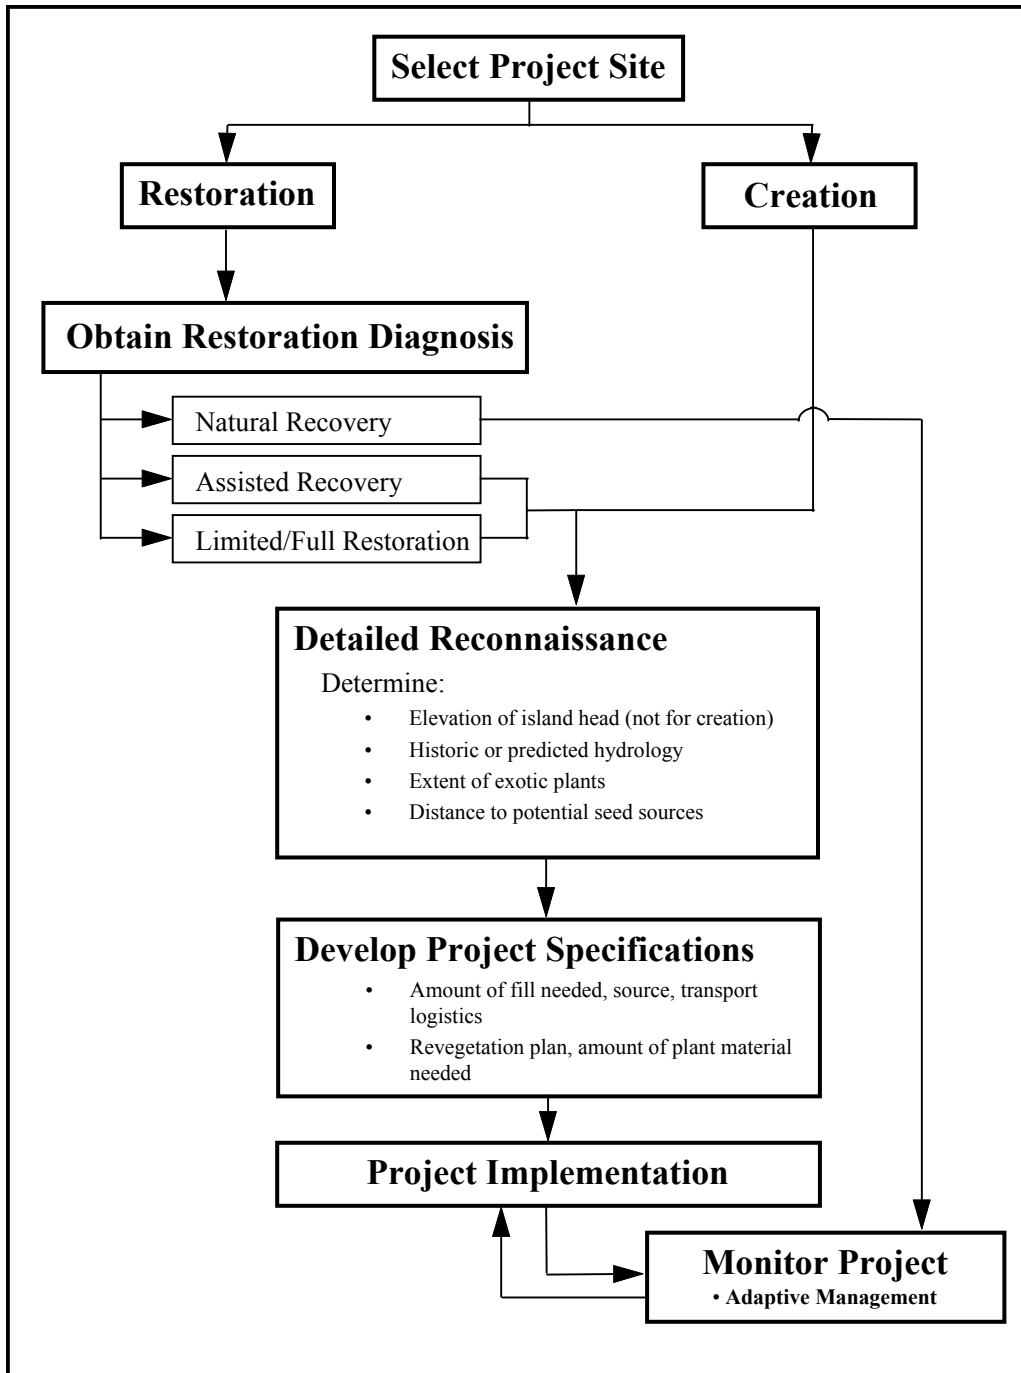 Select Project Site
Restoration
Creation
Obtain Restoration Diagnosis
Natural Recovery
Assisted Recovery
Limited/Full Restoration
Detailed Reconnaissance
Determine:
• Elevation of island head (not for creation)
• Historic or predicted hydrology
• Extent of exotic plants
• Distance to potential seed sources
Develop Project Specifications
• Amount of fill needed, source, transport
logistics
• Revegetation plan, amount of plant material
needed
Project Implementation
Monitor Project
• Adaptive Management